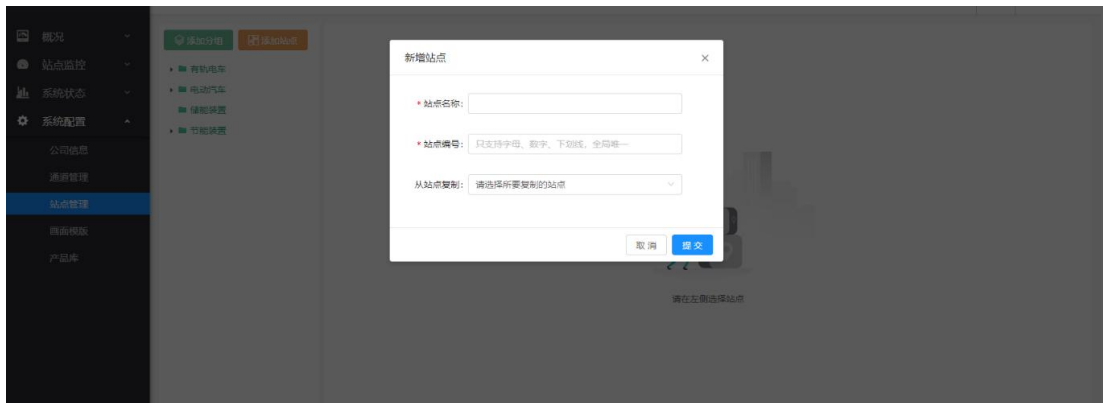 概况
站点监控
系统状态
系统配置
公司信息
通道管理
站点管理
画面模版
产品库
添加分组
添加站点
有轨电车
电动汽车
储能装置
节能装置
新增站点
* 站点名称:
* 站点编号: 只支持字母、数字、下划线，全局唯一
从站点复制: 请选择所要复制的站点
取 消 提 交
请在左侧选择站点